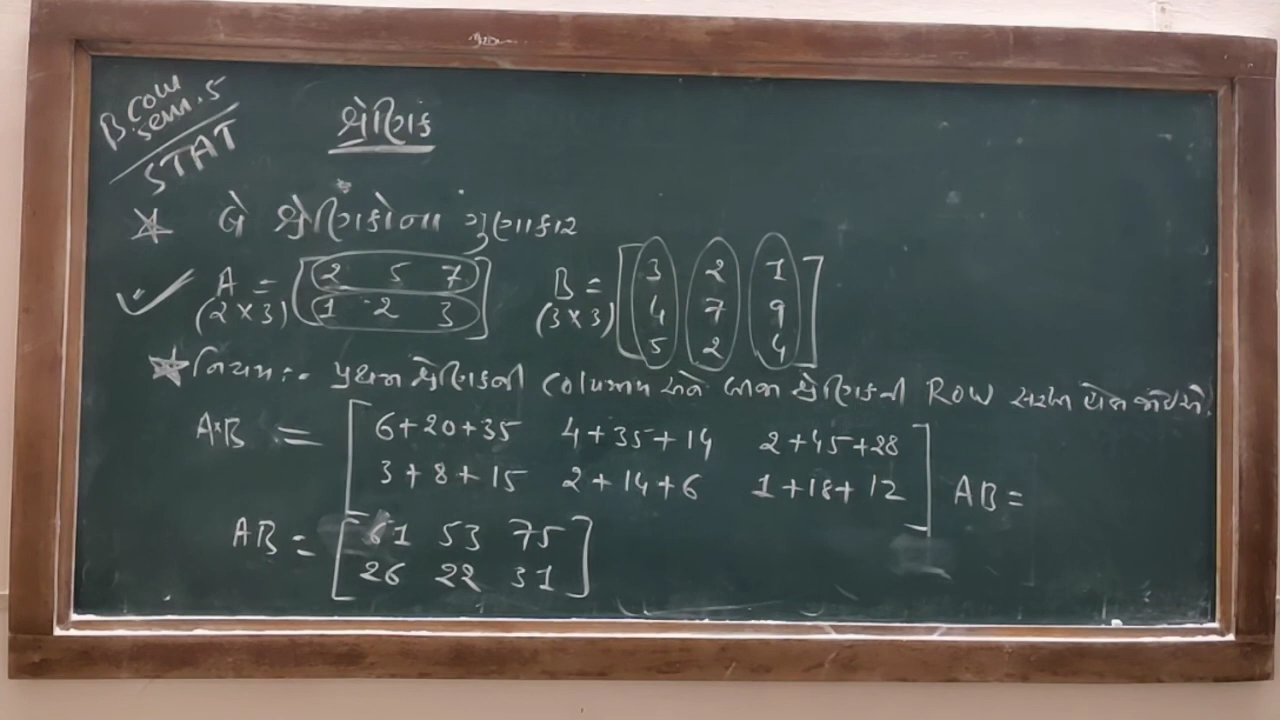 B.Com
sem.5
STAT
શ્રેણિક
★ બે શ્રેણિકોના ગુણાકાર
✓ A = [2 5 7
(2×3) 1 2 3]
B = [3 2 1
(3×3) 4 7 9
5 2 4]
★ નિયમ:- પ્રથમ શ્રેણિકની column અને બીજા શ્રેણિકની Row સરખા હોવા જોઈએ.
A×B = [6+20+35 4+35+14 2+45+28
3+8+15 2+14+6 1+18+12] AB =
AB = [61 53 75
26 22 31]